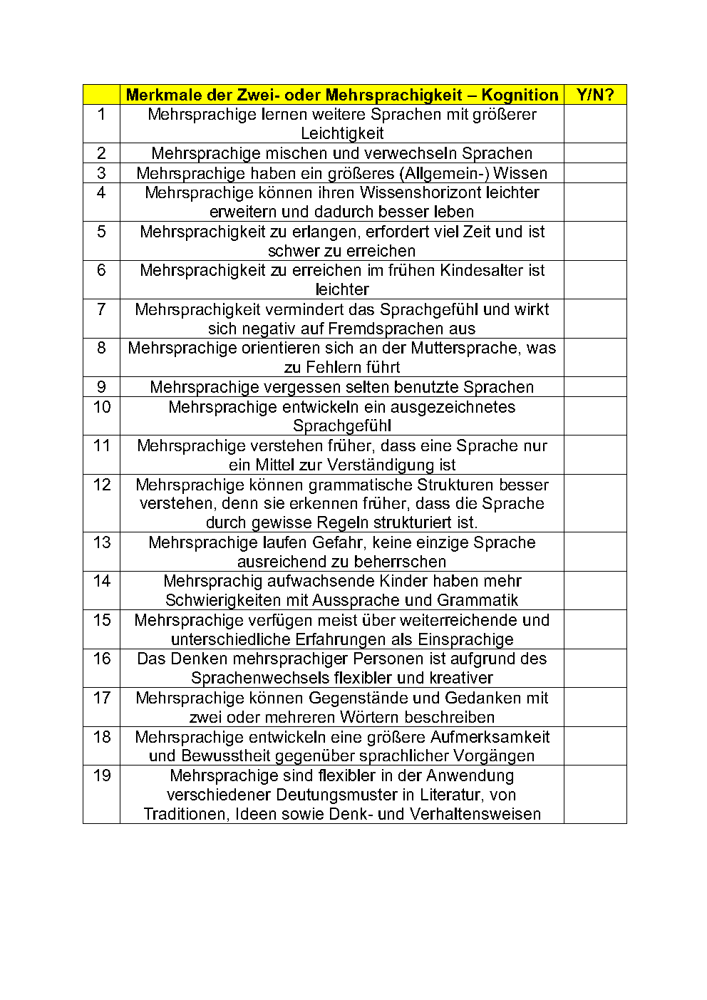 Merkmale der Zwei- oder Mehrsprachigkeit – Kognition Y/N?
1 Mehrsprachige lernen weitere Sprachen mit größerer
Leichtigkeit
2 Mehrsprachige mischen und verwechseln Sprachen
3 Mehrsprachige haben ein größeres (Allgemein-) Wissen
4 Mehrsprachige können ihren Wissenshorizont leichter
erweitern und dadurch besser leben
5 Mehrsprachigkeit zu erlangen, erfordert viel Zeit und ist
schwer zu erreichen
6 Mehrsprachigkeit zu erreichen im frühen Kindesalter ist
leichter
7 Mehrsprachigkeit vermindert das Sprachgefühl und wirkt
sich negativ auf Fremdsprachen aus
8 Mehrsprachige orientieren sich an der Muttersprache, was
zu Fehlern führt
9 Mehrsprachige vergessen selten benutzte Sprachen
10 Mehrsprachige entwickeln ein ausgezeichnetes
Sprachgefühl
11 Mehrsprachige verstehen früher, dass eine Sprache nur
ein Mittel zur Verständigung ist
12 Mehrsprachige können grammatische Strukturen besser
verstehen, denn sie erkennen früher, dass die Sprache
durch gewisse Regeln strukturiert ist.
13 Mehrsprachige laufen Gefahr, keine einzige Sprache
ausreichend zu beherrschen
14 Mehrsprachig aufwachsende Kinder haben mehr
Schwierigkeiten mit Aussprache und Grammatik
15 Mehrsprachige verfügen meist über weiterreichende und
unterschiedliche Erfahrungen als Einsprachige
16 Das Denken mehrsprachiger Personen ist aufgrund des
Sprachenwechsels flexibler und kreativer
17 Mehrsprachige können Gegenstände und Gedanken mit
zwei oder mehreren Wörtern beschreiben
18 Mehrsprachige entwickeln eine größere Aufmerksamkeit
und Bewusstheit gegenüber sprachlicher Vorgängen
19 Mehrsprachige sind flexibler in der Anwendung
verschiedener Deutungsmuster in Literatur, von
Traditionen, Ideen sowie Denk- und Verhaltensweisen